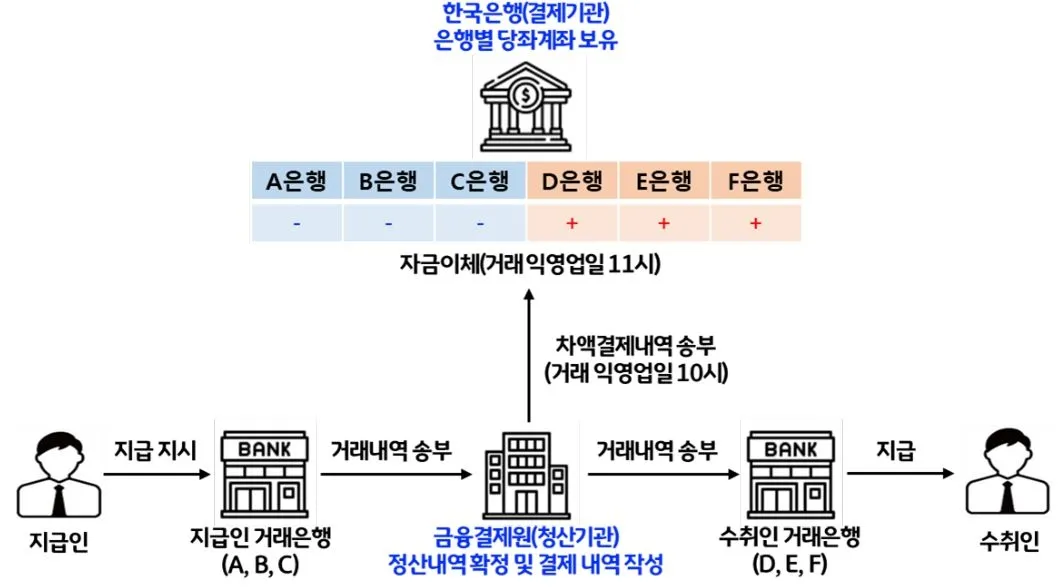 한국은행(결제기관)
은행별 당좌계좌 보유
A은행 B은행 C은행 D은행 E은행 F은행
- - - + + +
자금이체(거래 익영업일 11시)
차액결제내역 송부
(거래 익영업일 10시)
지급 지시 거래내역 송부 거래내역 송부 지급
BANK BANK
지급인 지급인 거래은행 금융결제원(청산기관) 수취인 거래은행 수취인
(A, B, C) 정산내역 확정 및 결제 내역 작성 (D, E, F)